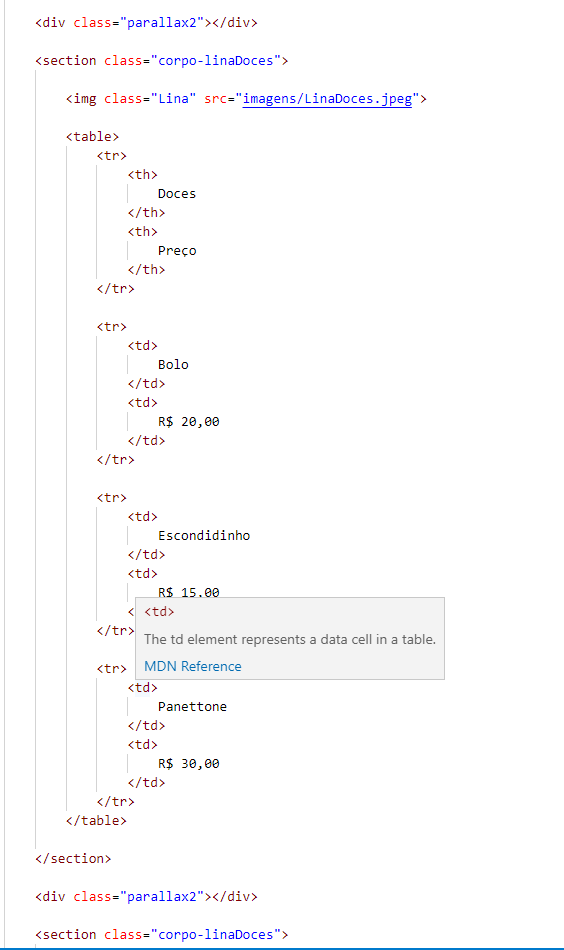 <div class="parallax2"></div>
<section class="corpo-linaDoces">
<img class="Lina" src="imagens/LinaDoces.jpeg">
<table>
<tr>
<th>
Doces
</th>
<th>
Preço
</th>
</tr>
<tr>
<td>
Bolo
</td>
<td>
R$ 20,00
</td>
</tr>
<tr>
<td>
Escondidinho
</td>
<td>
R$ 15,00
<
<td>
The td element represents a data cell in a table.
MDN Reference
</tr>
<tr>
<td>
Panettone
</td>
<td>
R$ 30,00
</td>
</tr>
</table>
</section>
<div class="parallax2"></div>
<section class="corpo-linaDoces">